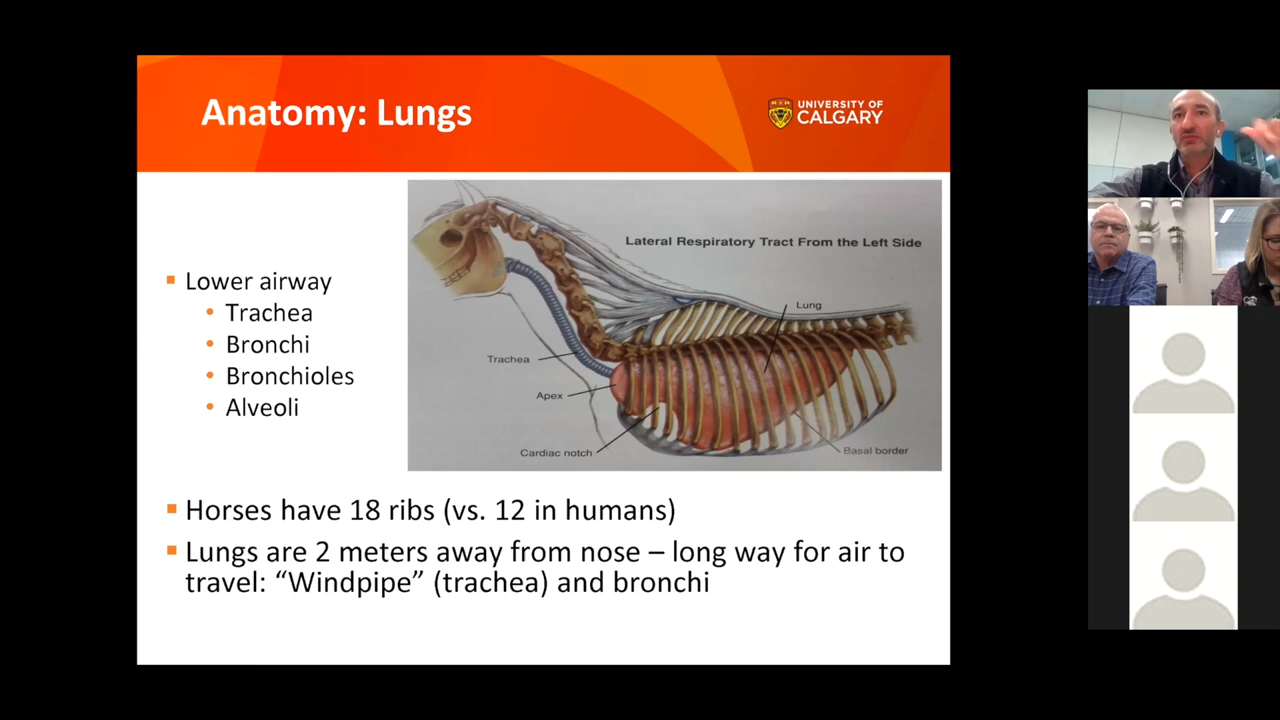 Anatomy: Lungs
UNIVERSITY OF
CALGARY
Lower airway
Trachea
Bronchi
Bronchioles
Alveoli
Lateral Respiratory Tract From the Left Side
Lung
Trachea
Apex
Cardiac notch
Basal border
Horses have 18 ribs (vs. 12 in humans)
Lungs are 2 meters away from nose – long way for air to
travel: “Windpipe” (trachea) and bronchi